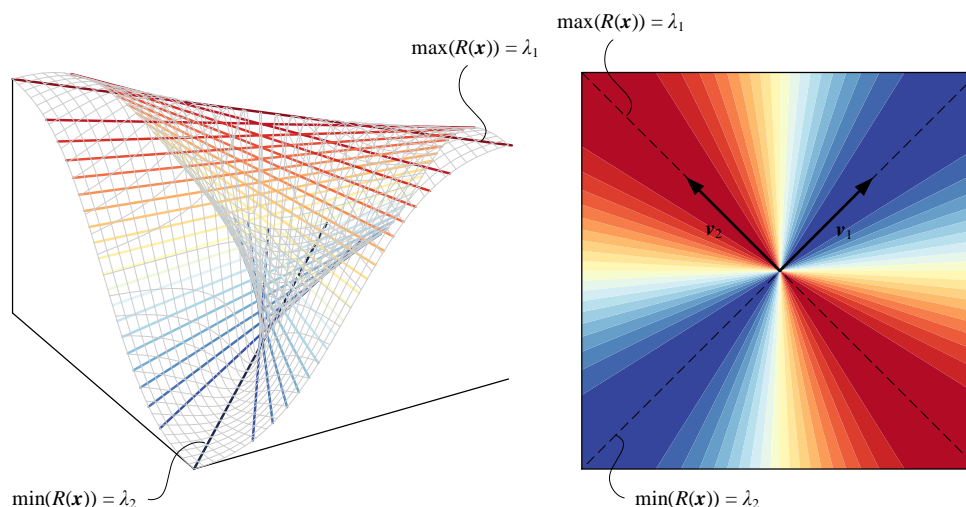 max(R(x)) = λ₁
max(R(x)) = λ₁
v₂
v₁
min(R(x)) = λ₂
min(R(x)) = λ₂